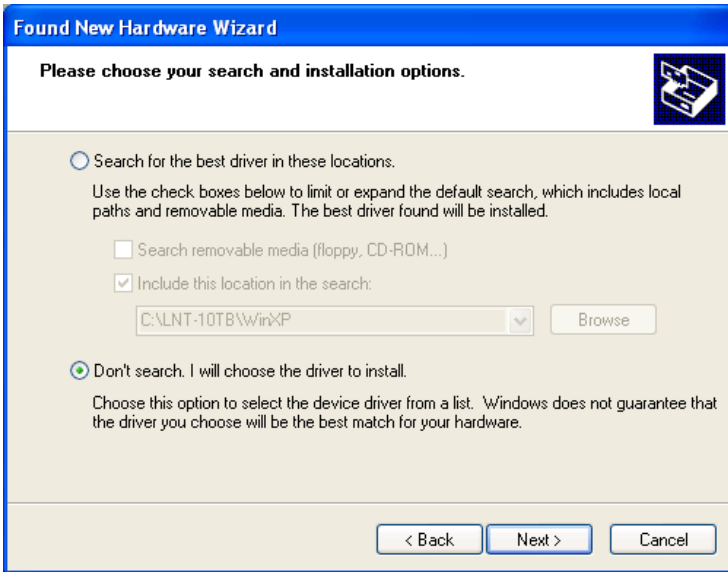 Found New Hardware Wizard
Please choose your search and installation options.
Search for the best driver in these locations.
Use the check boxes below to limit or expand the default search, which includes local
paths and removable media. The best driver found will be installed.
Search removable media (floppy, CD-ROM...)
Include this location in the search:
C:\LNT-10TB\WinXP
Browse
Don't search. I will choose the driver to install.
Choose this option to select the device driver from a list. Windows does not guarantee that
the driver you choose will be the best match for your hardware.
< Back Next > Cancel